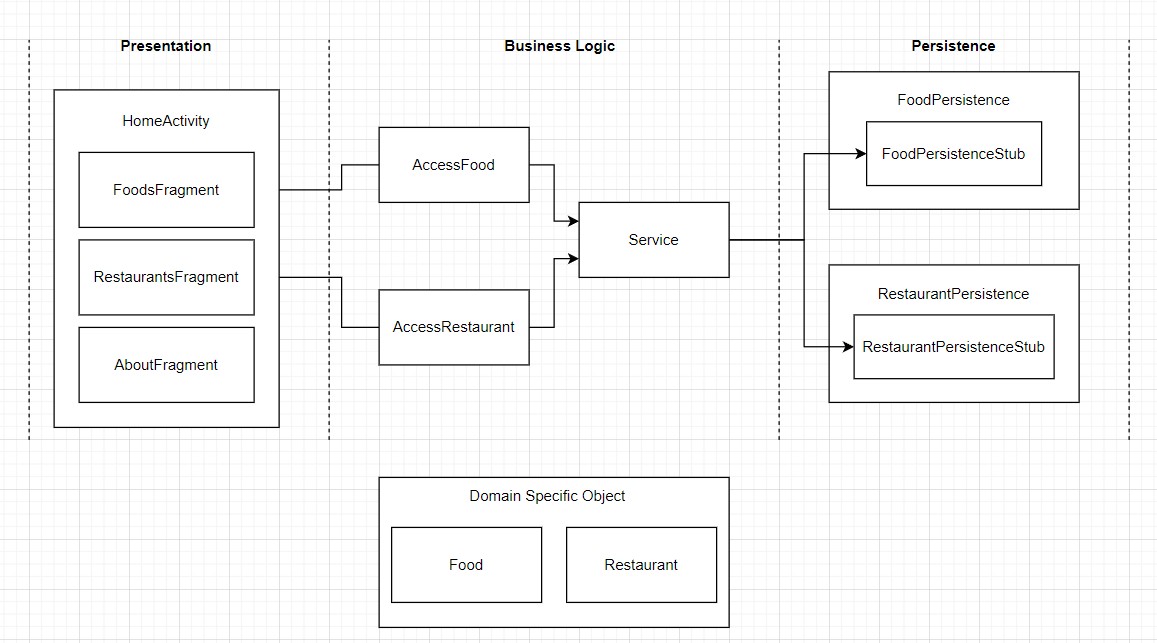 Presentation
Business Logic
Persistence
HomeActivity
FoodsFragment
RestaurantsFragment
AboutFragment
AccessFood
AccessRestaurant
Service
FoodPersistence
FoodPersistenceStub
RestaurantPersistence
RestaurantPersistenceStub
Domain Specific Object
Food
Restaurant